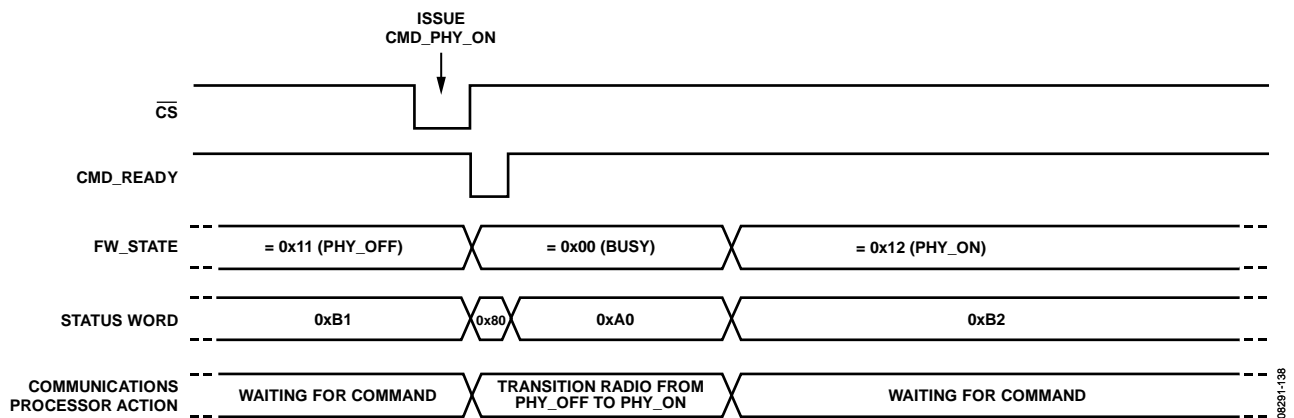 ISSUE
CMD_PHY_ON
CS
CMD_READY
FW_STATE
= 0x11 (PHY_OFF)
= 0x00 (BUSY)
= 0x12 (PHY_ON)
STATUS WORD
0xB1
0x80
0xA0
0xB2
COMMUNICATIONS
PROCESSOR ACTION
WAITING FOR COMMAND
TRANSITION RADIO FROM
PHY_OFF TO PHY_ON
WAITING FOR COMMAND
08291-138